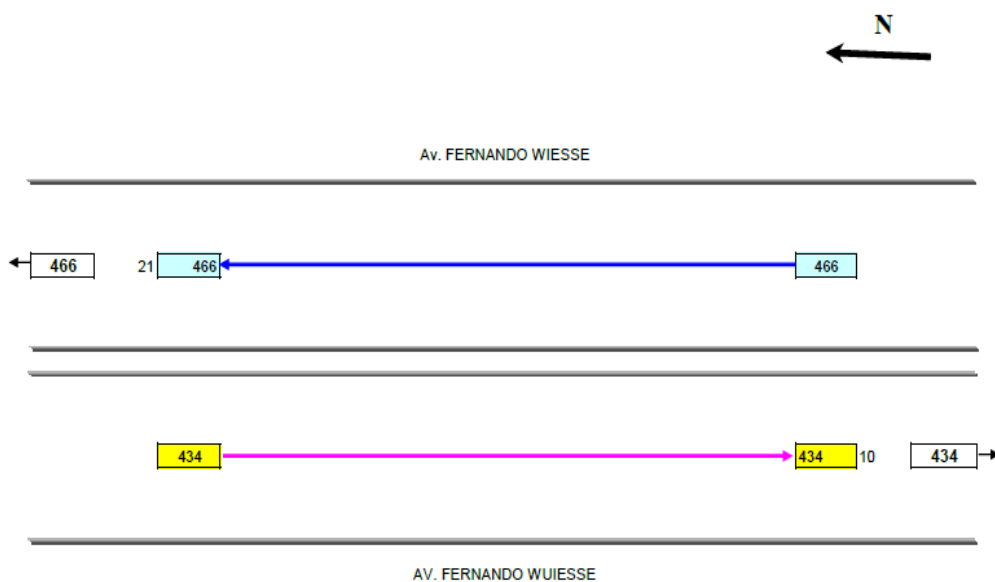 N
Av. FERNANDO WIESSE
466 21 466 466
434 434 10 434
AV. FERNANDO WUIESSE